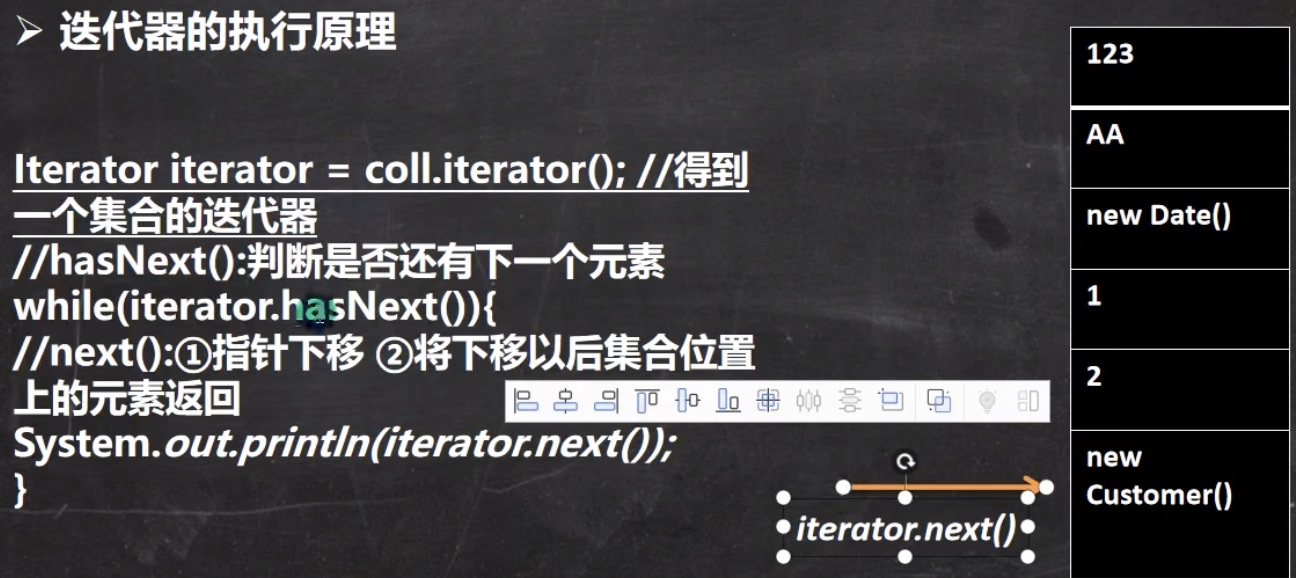 迭代器的执行原理
Iterator iterator = coll.iterator(); //得到
一个集合的迭代器
//hasNext():判断是否还有下一个元素
while(iterator.hasNext()){
//next():①指针下移 ②将下移以后集合位置
上的元素返回
System.out.println(iterator.next());
}
iterator.next()
123
AA
new Date()
1
2
new
Customer()